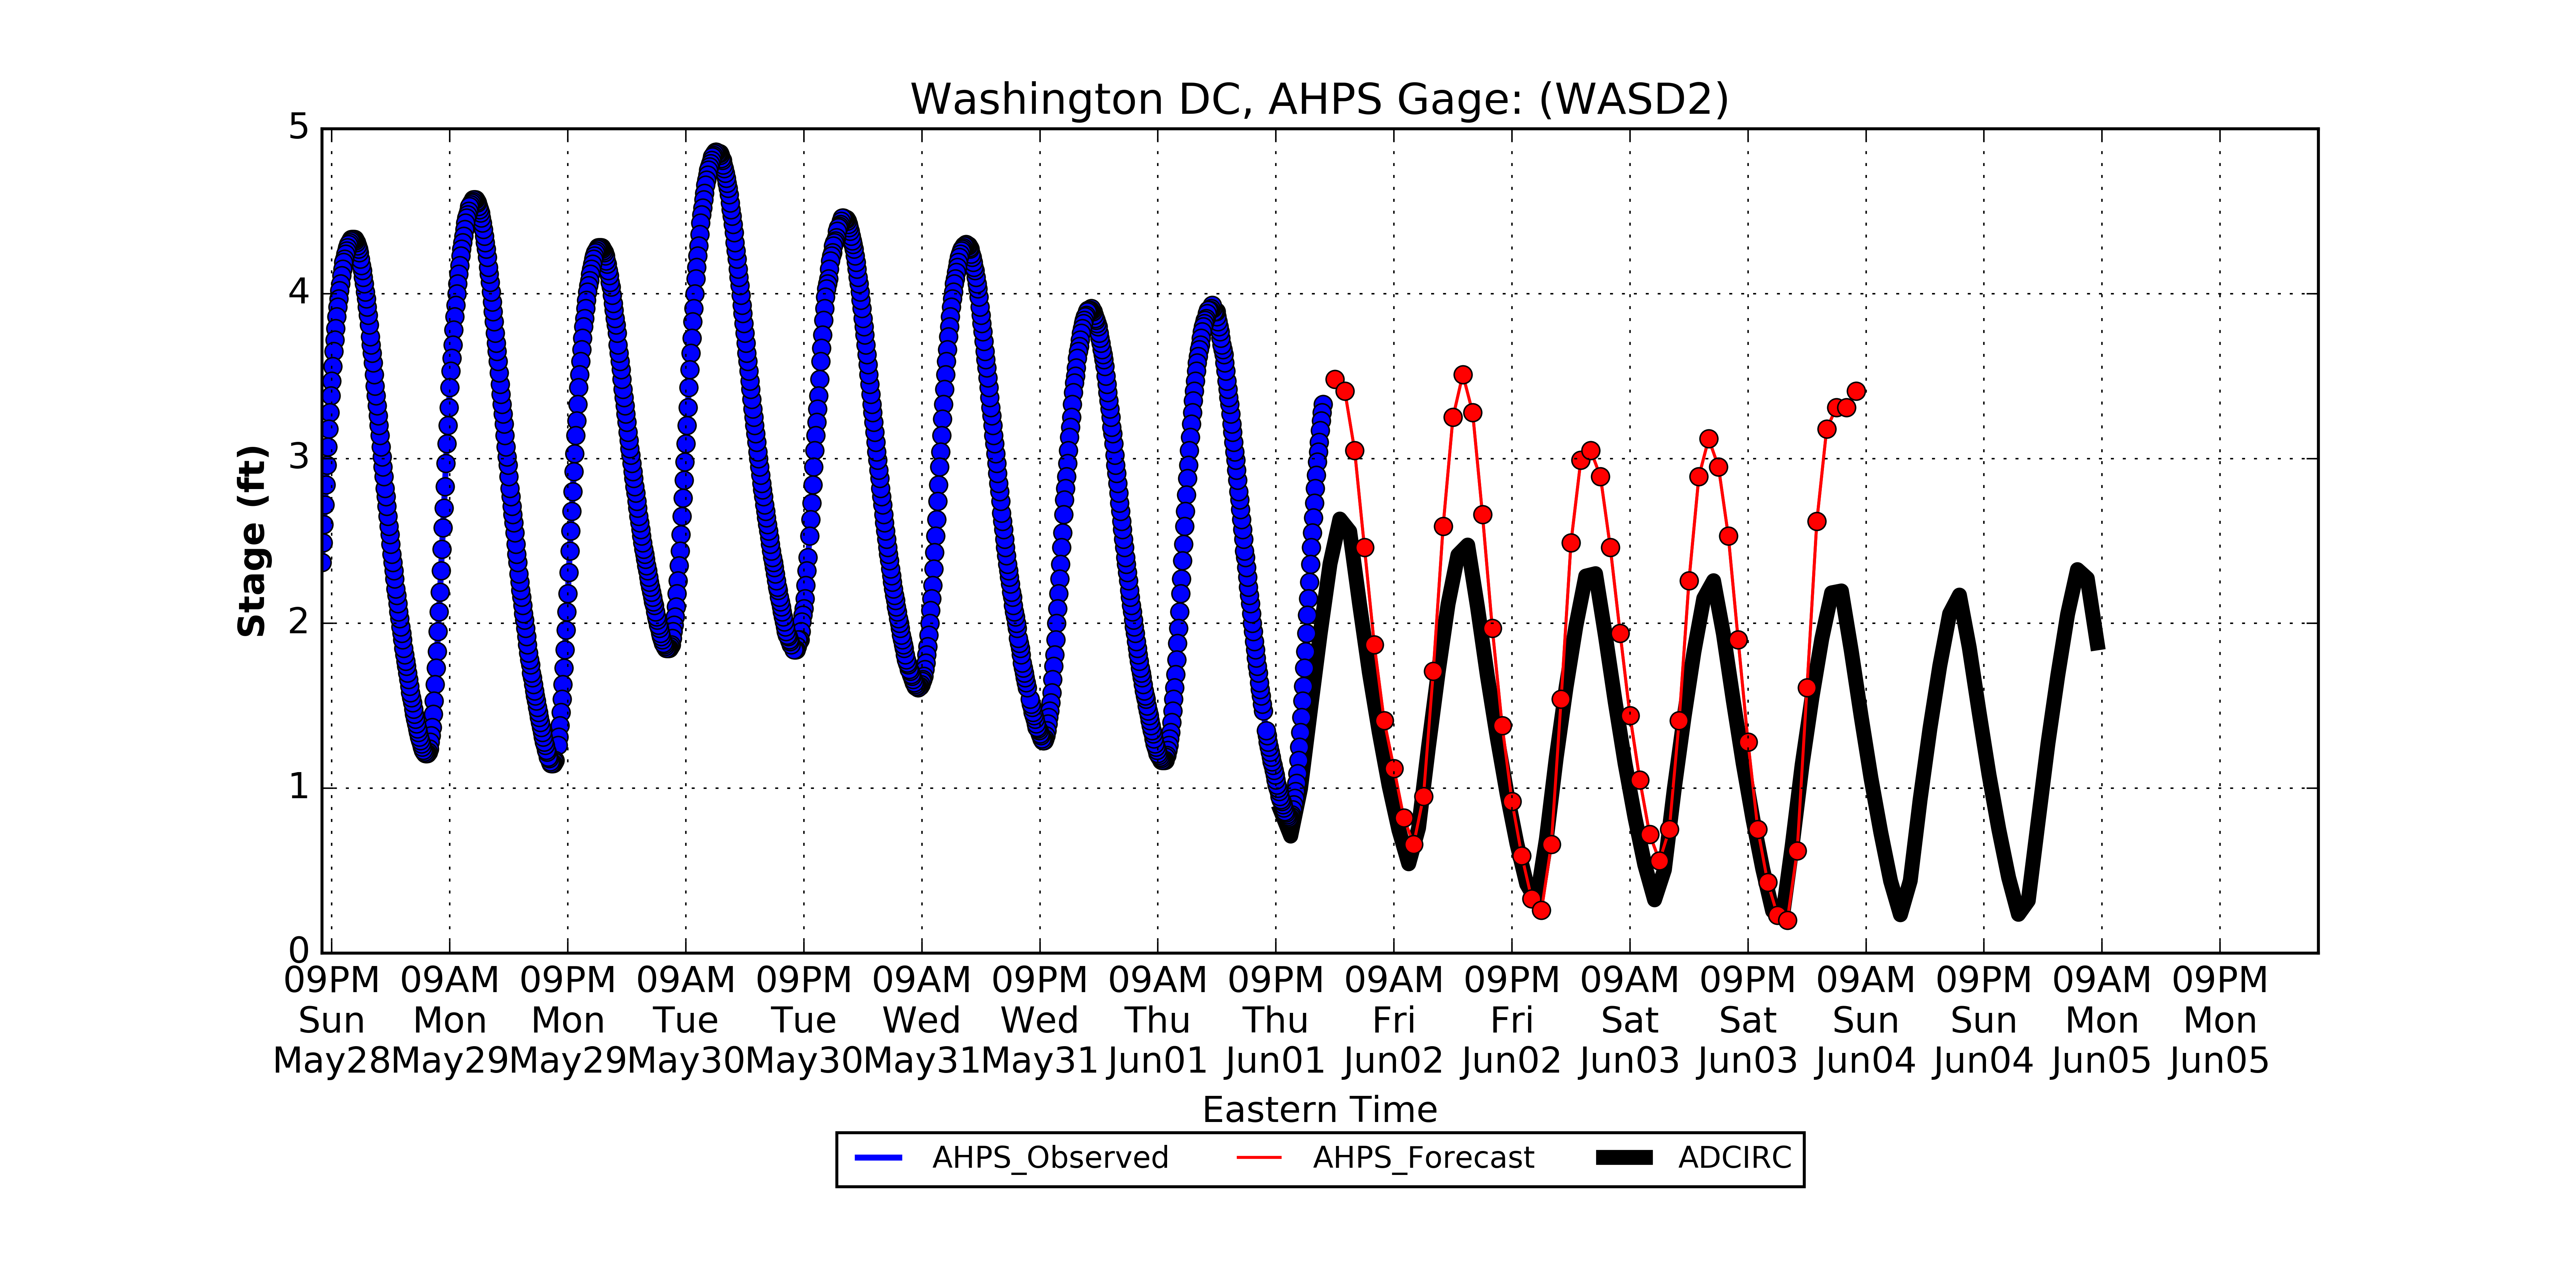 Washington DC, AHPS Gage: (WASD2)
5
4
3
2
1
0
Stage (ft)
09PM 09AM 09PM 09AM 09PM 09AM 09PM 09AM 09PM 09AM 09PM 09AM 09PM 09AM 09PM 09AM 09PM
Sun Mon Mon Tue Tue Wed Wed Thu Thu Fri Fri Sat Sat Sun Sun Mon Mon
May28 May29 May29 May30 May30 May31 May31 Jun01 Jun01 Jun02 Jun02 Jun03 Jun03 Jun04 Jun04 Jun05 Jun05
Eastern Time
AHPS_Observed AHPS_Forecast ADCIRC